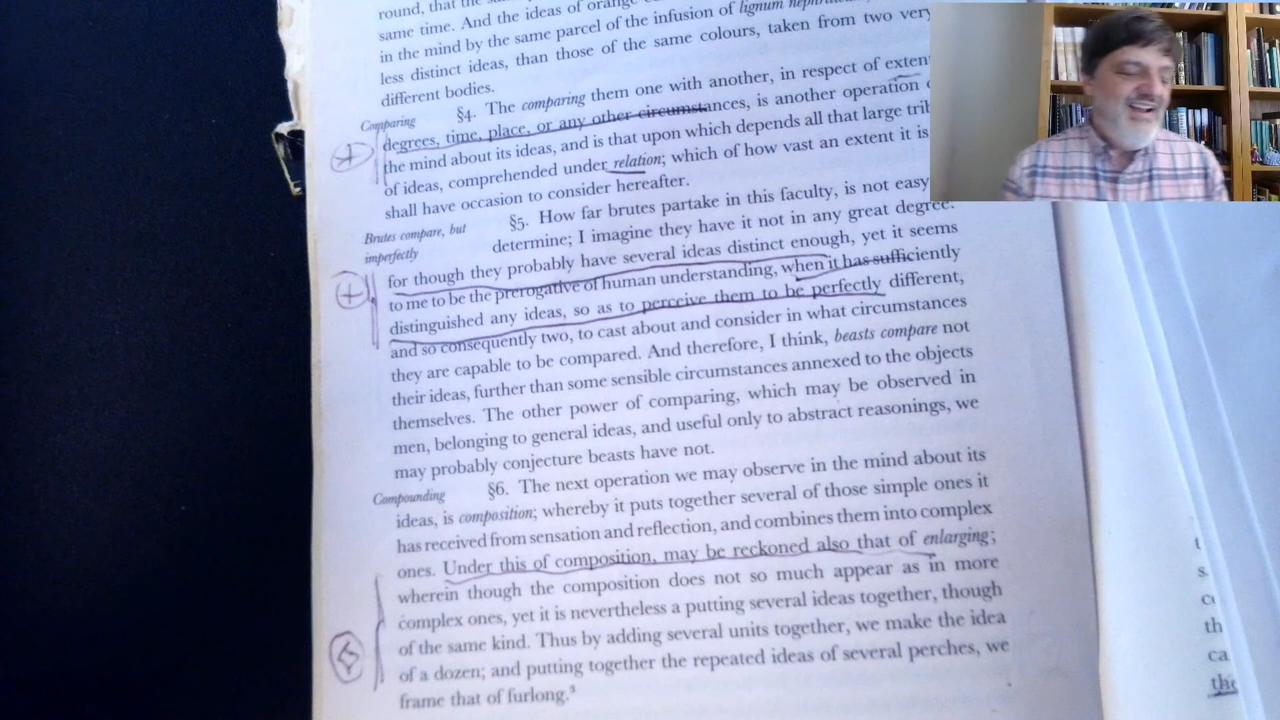 round, that the
same time. And the ideas of orange
in the mind by the same parcel of the infusion of lignum
less distinct ideas, than those of the same colours, taken from two very
different bodies.
Comparing
§4. The comparing them one with another, in respect of exten
degrees, time, place, or any other circumstances, is another operation
the mind about its ideas, and is that upon which depends all that large
of ideas, comprehended under relation; which of how vast an extent it is
shall have occasion to consider hereafter.
Brutes compare, but
imperfectly
§5. How far brutes partake in this faculty, is not easy
determine; I imagine they have it not in any great degree:
for though they probably have several ideas distinct enough, yet it seems
to me to be the prerogative of human understanding, when it has sufficiently
distinguished any ideas, so as to perceive them to be perfectly different,
and so consequently two, to cast about and consider in what circumstances
they are capable to be compared. And therefore, I think, beasts compare not
their ideas, further than some sensible circumstances annexed to the objects
themselves. The other power of comparing, which may be observed in
men, belonging to general ideas, and useful only to abstract reasonings, we
may probably conjecture beasts have not.
Compounding
§6. The next operation we may observe in the mind about its
ideas, is composition; whereby it puts together several of those simple ones it
has received from sensation and reflection, and combines them into complex
ones. Under this of composition, may be reckoned also that of enlarging;
wherein though the composition does not so much appear as in more
complex ones, yet it is nevertheless a putting several ideas together, though
of the same kind. Thus by adding several units together, we make the idea
of a dozen; and putting together the repeated ideas of several perches, we
frame that of furlong.³
th
ca
the